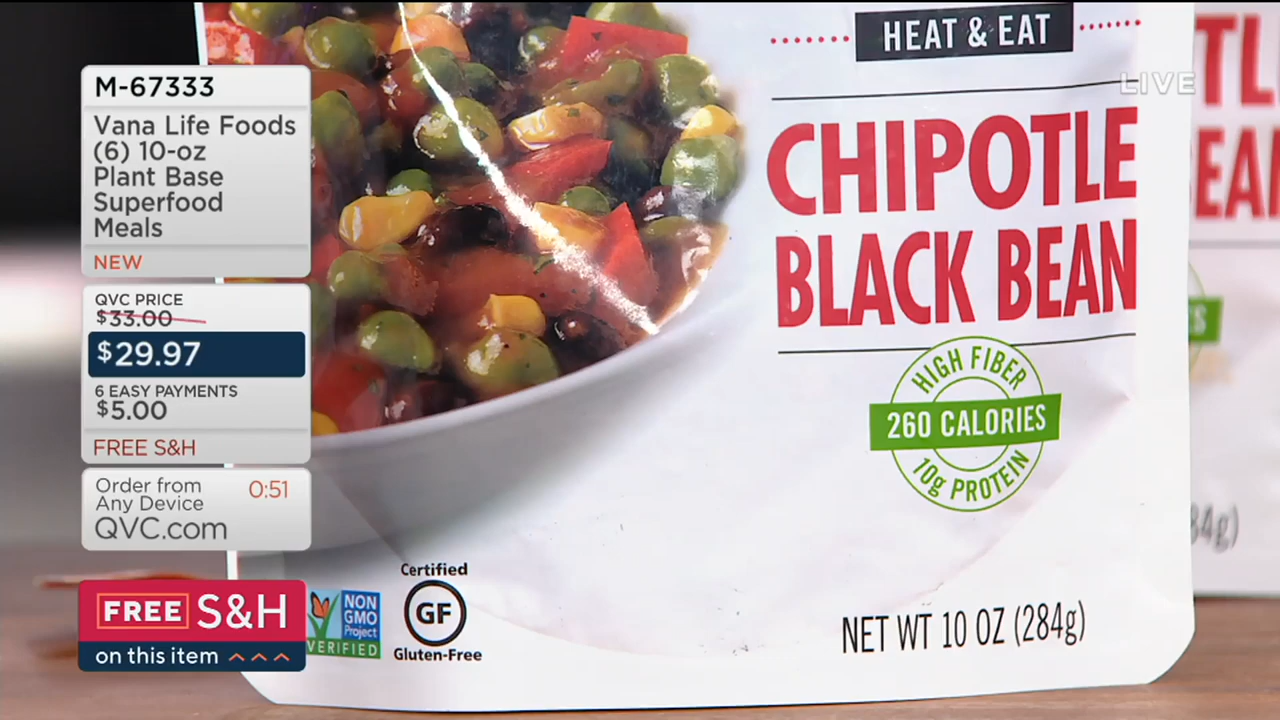 M-67333
Vana Life Foods
(6) 10-oz
Plant Base
Superfood
Meals
NEW
QVC PRICE
$33.00
$29.97
6 EASY PAYMENTS
$5.00
FREE S&H
Order from
Any Device
0:51
QVC.com
FREE S&H
on this item
LIVE
HEAT & EAT
CHIPOTLE
BLACK BEAN
HIGH FIBER
260 CALORIES
10g PROTEIN
NON
GMO
Project
VERIFIED
Certified
GF
Gluten-Free
NET WT 10 OZ (284g)